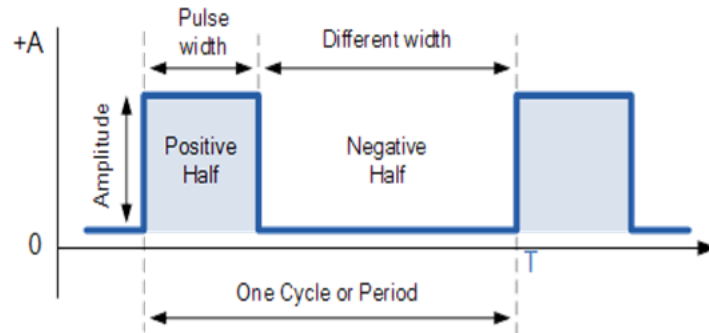 Pulse
width
Different width
+A
Amplitude
Positive
Half
Negative
Half
0
T
One Cycle or Period